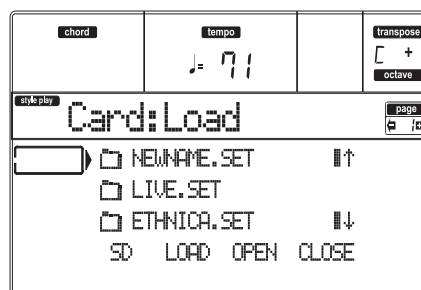 chord tempo transpose
♩= 71 C +
octave
style play Card:Load page
NEWNAME.SET
LIVE.SET
ETHNICA.SET
SD LOAD OPEN CLOSE